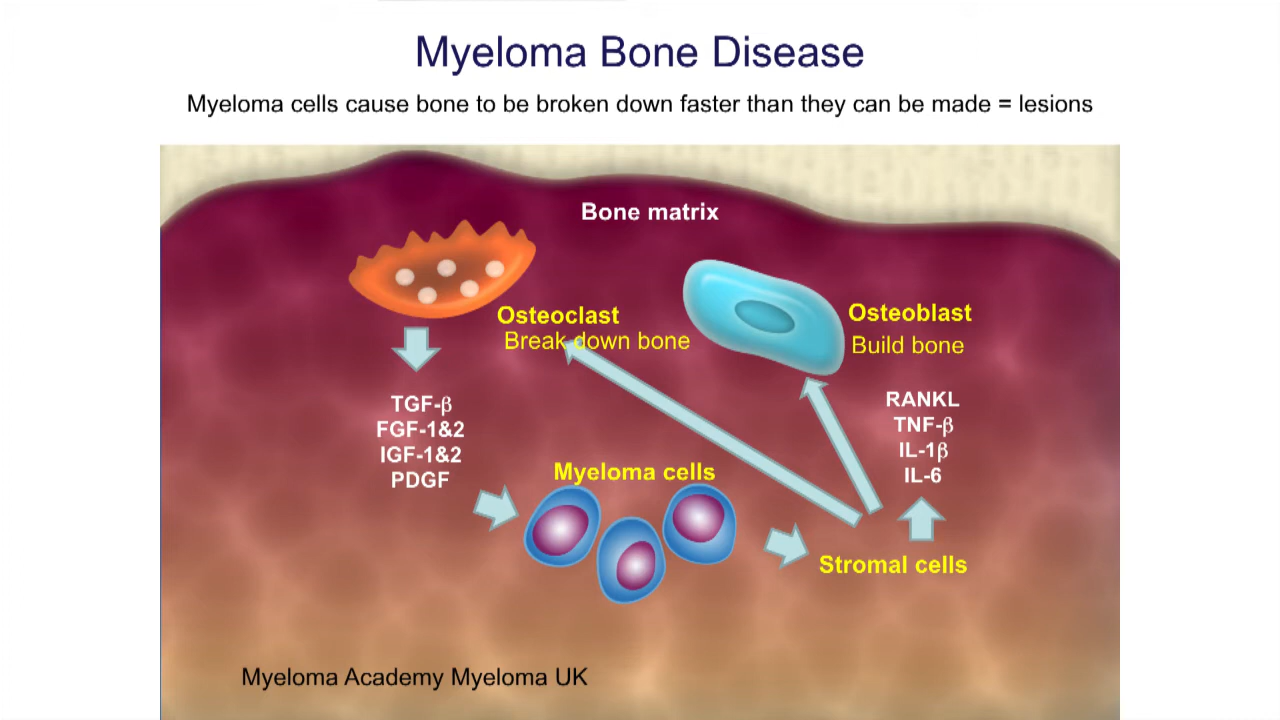 Myeloma Bone Disease
Myeloma cells cause bone to be broken down faster than they can be made = lesions
Bone matrix
Osteoclast
Break down bone
Osteoblast
Build bone
TGF-β
FGF-1&2
IGF-1&2
PDGF
RANKL
TNF-β
IL-1β
IL-6
Myeloma cells
Stromal cells
Myeloma Academy Myeloma UK